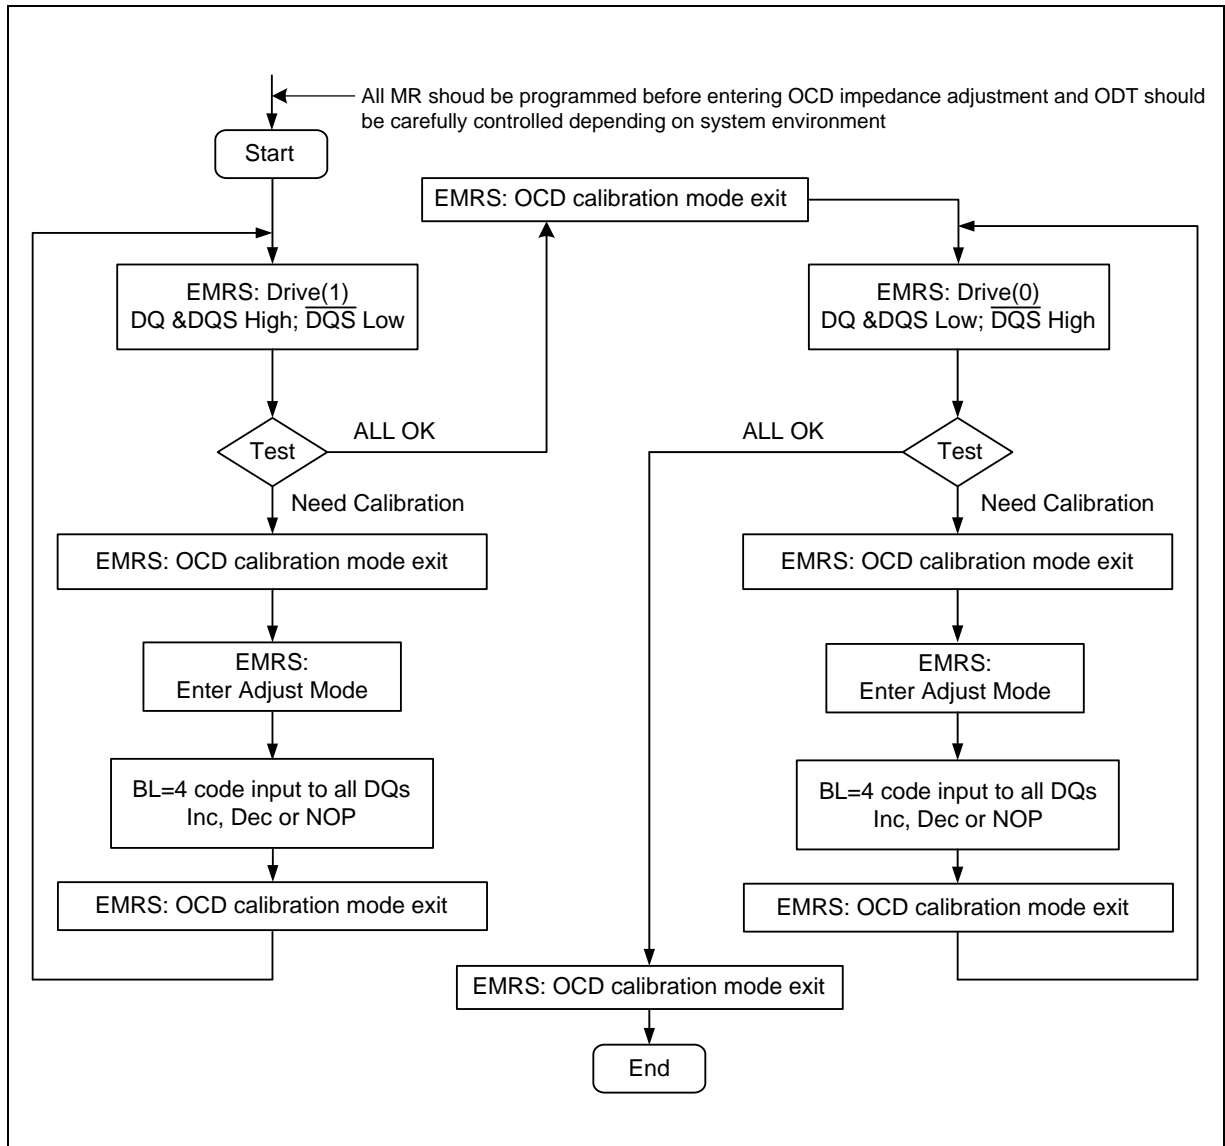 All MR shoud be programmed before entering OCD impedance adjustment and ODT should
be carefully controlled depending on system environment
Start
EMRS: OCD calibration mode exit
EMRS: Drive(1)
DQ &DQS High; D̅Q̅S̅ Low
EMRS: Drive(0)
DQ &DQS Low; D̅Q̅S̅ High
Test
ALL OK
ALL OK
Test
Need Calibration
Need Calibration
EMRS: OCD calibration mode exit
EMRS: OCD calibration mode exit
EMRS:
Enter Adjust Mode
EMRS:
Enter Adjust Mode
BL=4 code input to all DQs
Inc, Dec or NOP
BL=4 code input to all DQs
Inc, Dec or NOP
EMRS: OCD calibration mode exit
EMRS: OCD calibration mode exit
EMRS: OCD calibration mode exit
End